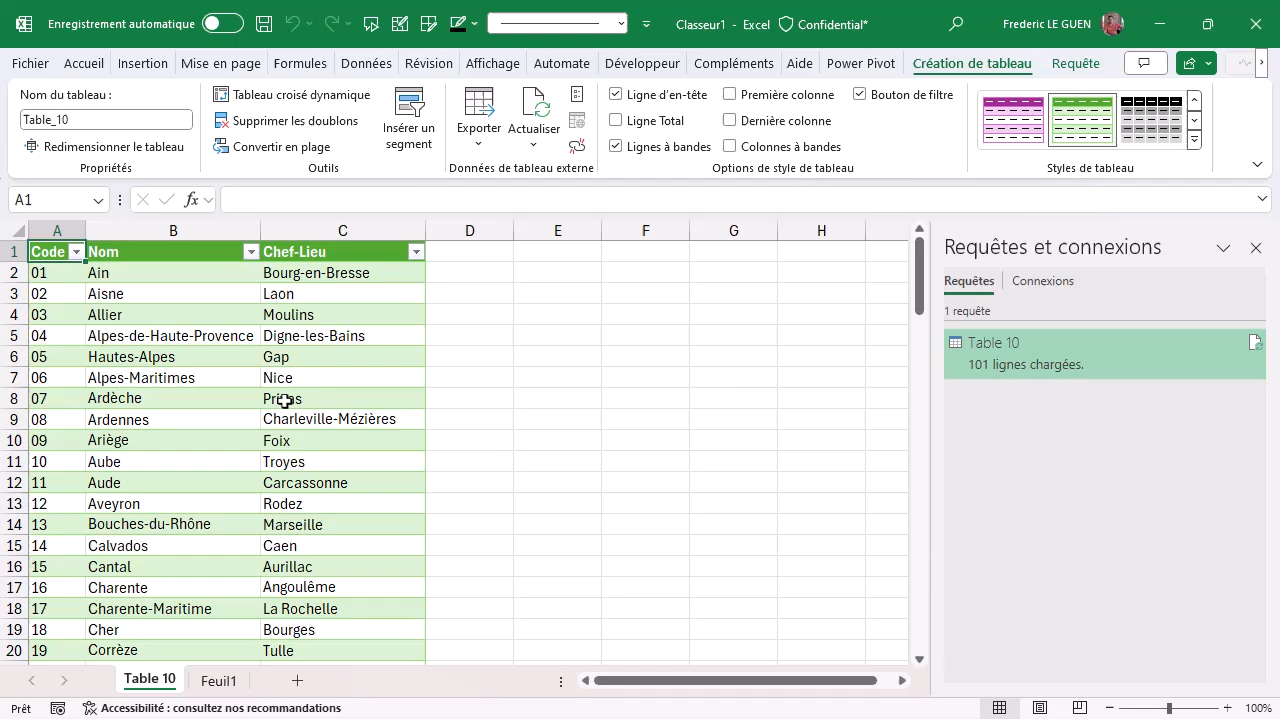 Enregistrement automatique Classeur1 - Excel Confidential* Frederic LE GUEN
Fichier Accueil Insertion Mise en page Formules Données Révision Affichage Automate Développeur Compléments Aide Power Pivot Création de tableau Requête
Nom du tableau :
Table_10
Redimensionner le tableau
Propriétés
Tableau croisé dynamique
Supprimer les doublons
Convertir en plage
Insérer un
segment
Outils
Exporter
Actualiser
Données de tableau externe
Ligne d'en-tête Première colonne Bouton de filtre
Ligne Total Dernière colonne
Lignes à bandes Colonnes à bandes
Options de style de tableau
Styles de tableau
A1 fx
A B C D E F G H
1 Code Nom Chef-Lieu
2 01 Ain Bourg-en-Bresse
3 02 Aisne Laon
4 03 Allier Moulins
5 04 Alpes-de-Haute-Provence Digne-les-Bains
6 05 Hautes-Alpes Gap
7 06 Alpes-Maritimes Nice
8 07 Ardèche
9 08 Ardennes Charleville-Mézières
10 09 Ariège Foix
11 10 Aube Troyes
12 11 Aude Carcassonne
13 12 Aveyron Rodez
14 13 Bouches-du-Rhône Marseille
15 14 Calvados Caen
16 15 Cantal Aurillac
17 16 Charente Angoulême
18 17 Charente-Maritime La Rochelle
19 18 Cher Bourges
20 19 Corrèze Tulle
Requêtes et connexions
Requêtes Connexions
1 requête
Table 10
101 lignes chargées.
Table 10 Feuil1
Prêt Accessibilité : consultez nos recommandations 100%